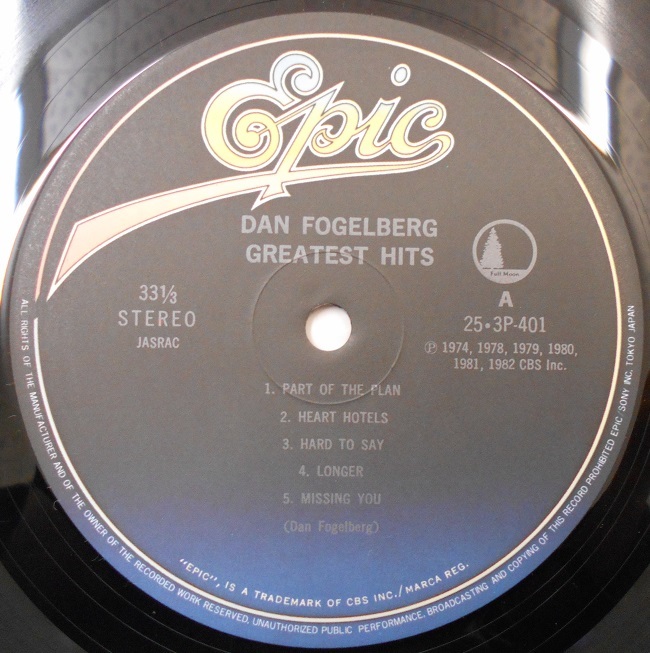 Epic
DAN FOGELBERG
GREATEST HITS
Full Moon
33⅓
STEREO
JASRAC
A
25・3P-401
Ⓟ 1974, 1978, 1979, 1980,
1981, 1982 CBS Inc.
1. PART OF THE PLAN
2. HEART HOTELS
3. HARD TO SAY
4. LONGER
5. MISSING YOU
(Dan Fogelberg)
"EPIC", IS A TRADEMARK OF CBS INC./MARCA REG.
ALL RIGHTS OF THE MANUFACTURER AND OF THE OWNER OF THE RECORDED WORK RESERVED. UNAUTHORIZED PUBLIC PERFORMANCE, BROADCASTING AND COPYING OF THIS RECORD PROHIBITED EPIC/SONY INC. TOKYO JAPAN